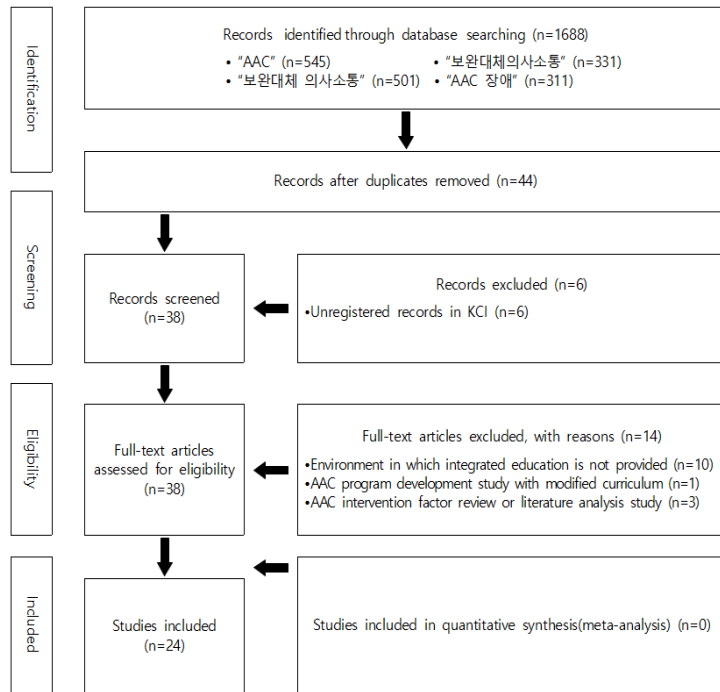 Identification
Records identified through database searching (n=1688)
• “AAC” (n=545)
• “보완대체의사소통” (n=331)
• “보완대체 의사소통” (n=501)
• “AAC 장애” (n=311)
Records after duplicates removed (n=44)
Screening
Records screened
(n=38)
Records excluded (n=6)
•Unregistered records in KCI (n=6)
Eligibility
Full-text articles
assessed for eligibility
(n=38)
Full-text articles excluded, with reasons (n=14)
•Environment in which integrated education is not provided (n=10)
•AAC program development study with modified curriculum (n=1)
•AAC intervention factor review or literature analysis study (n=3)
Included
Studies included
(n=24)
Studies included in quantitative synthesis(meta-analysis) (n=0)